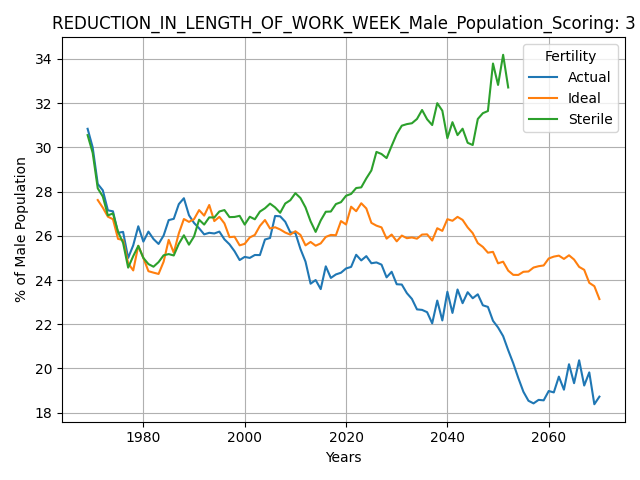 REDUCTION_IN_LENGTH_OF_WORK_WEEK_Male_Population_Scoring: 3
Fertility
Actual
Ideal
Sterile
% of Male Population
34
32
30
28
26
24
22
20
18
1980 2000 2020 2040 2060
Years